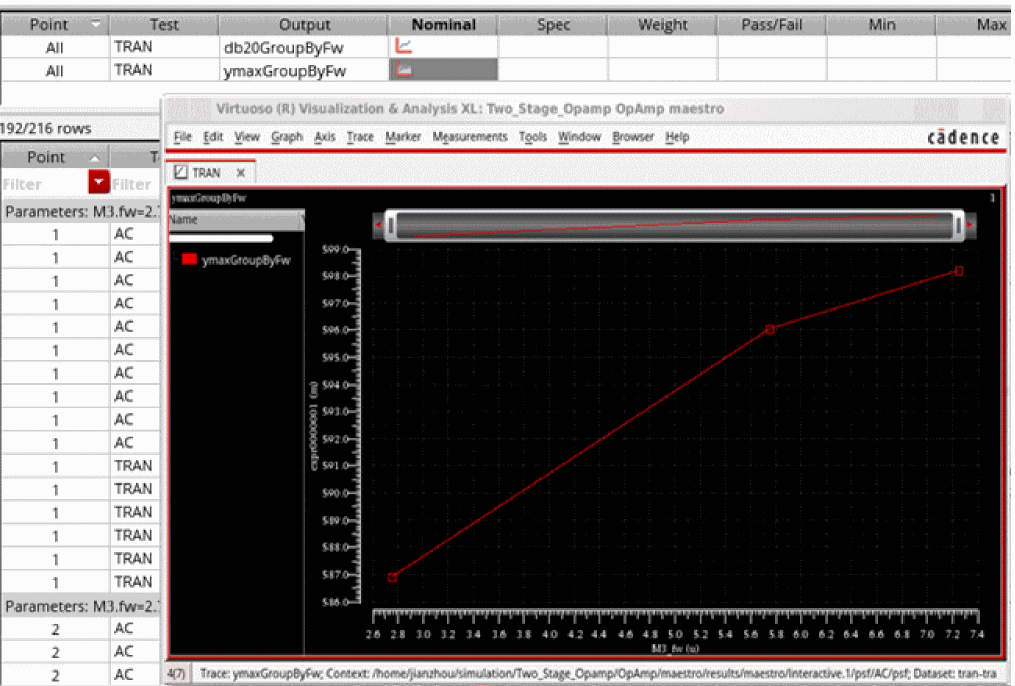 Point Test Output Nominal Spec Weight Pass/Fail Min Max
All TRAN db20GroupByFw
All TRAN ymaxGroupByFw
192/216 rows
Point T
Filter Filter
Parameters: M3.fw=2.
1 AC
1 AC
1 AC
1 AC
1 AC
1 AC
1 AC
1 AC
1 AC
1 AC
1 TRAN
1 TRAN
1 TRAN
1 TRAN
1 TRAN
1 TRAN
Parameters: M3.fw=2.
2 AC
2 AC
2 AC
Virtuoso (R) Visualization & Analysis XL: Two_Stage_Opamp OpAmp maestro
File Edit View Graph Axis Trace Marker Measurements Tools Window Browser Help
cādence
TRAN X
ymaxGroupByFw 1
Name
ymaxGroupByFw
599.0
598.0
597.0
596.0
595.0
594.0
593.0
592.0
591.0
590.0
589.0
588.0
587.0
586.0
2.6 2.8 3.0 3.2 3.4 3.6 3.8 4.0 4.2 4.4 4.6 4.8 5.0 5.2 5.4 5.6 5.8 6.0 6.2 6.4 6.6 6.8 7.0 7.2 7.4
M3_fw (u)
4(7) Trace: ymaxGroupByFw; Context: /home/jianzhou/simulation/Two_Stage_Opamp/OpAmp/maestro/results/maestro/Interactive.1/psf/AC/psf; Dataset: tran-tra